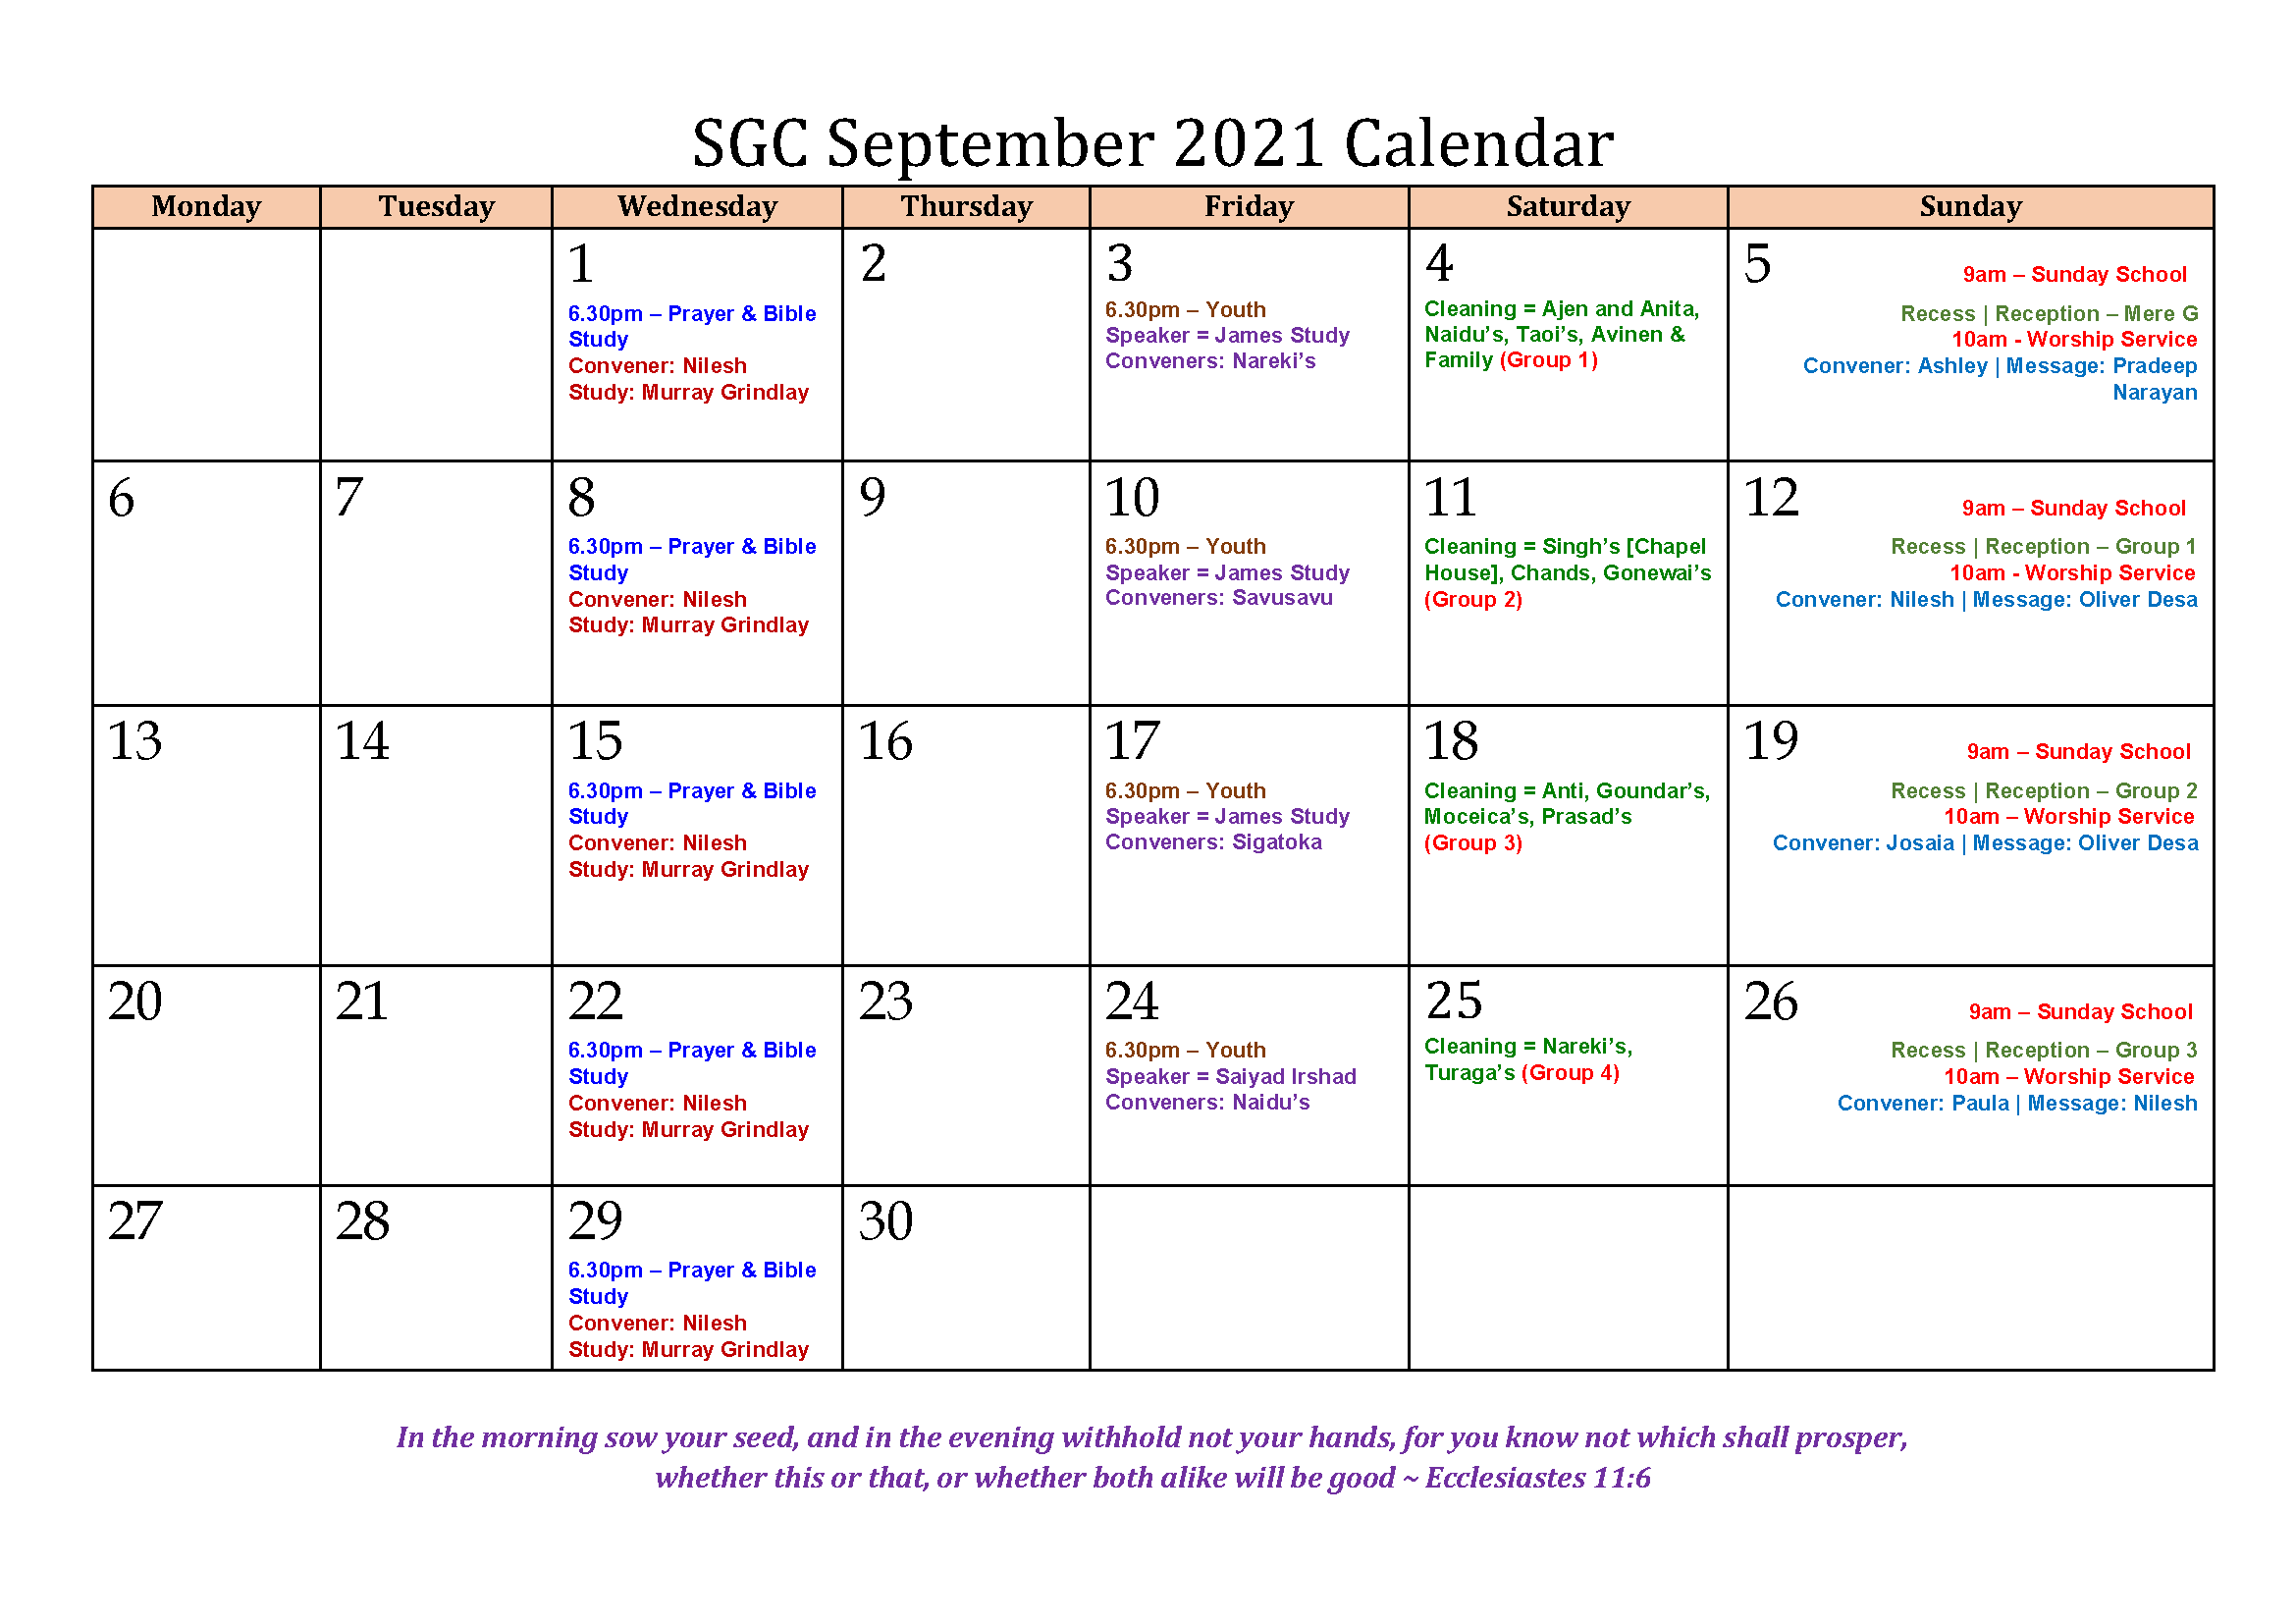 SGC September 2021 Calendar
Monday Tuesday Wednesday Thursday Friday Saturday Sunday
1
6.30pm – Prayer & Bible
Study
Convener: Nilesh
Study: Murray Grindlay
2
3
6.30pm – Youth
Speaker = James Study
Conveners: Nareki’s
4
Cleaning = Ajen and Anita,
Naidu’s, Taoi’s, Avinen &
Family (Group 1)
5
9am – Sunday School
Recess | Reception – Mere G
10am - Worship Service
Convener: Ashley | Message: Pradeep
Narayan
6
7
8
6.30pm – Prayer & Bible
Study
Convener: Nilesh
Study: Murray Grindlay
9
10
6.30pm – Youth
Speaker = James Study
Conveners: Savusavu
11
Cleaning = Singh’s [Chapel
House], Chands, Gonewai’s
(Group 2)
12
9am – Sunday School
Recess | Reception – Group 1
10am - Worship Service
Convener: Nilesh | Message: Oliver Desa
13
14
15
6.30pm – Prayer & Bible
Study
Convener: Nilesh
Study: Murray Grindlay
16
17
6.30pm – Youth
Speaker = James Study
Conveners: Sigatoka
18
Cleaning = Anti, Goundar’s,
Moceica’s, Prasad’s
(Group 3)
19
9am – Sunday School
Recess | Reception – Group 2
10am – Worship Service
Convener: Josaia | Message: Oliver Desa
20
21
22
6.30pm – Prayer & Bible
Study
Convener: Nilesh
Study: Murray Grindlay
23
24
6.30pm – Youth
Speaker = Saiyad Irshad
Conveners: Naidu’s
25
Cleaning = Nareki’s,
Turaga’s (Group 4)
26
9am – Sunday School
Recess | Reception – Group 3
10am – Worship Service
Convener: Paula | Message: Nilesh
27
28
29
6.30pm – Prayer & Bible
Study
Convener: Nilesh
Study: Murray Grindlay
30
In the morning sow your seed, and in the evening withhold not your hands, for you know not which shall prosper,
whether this or that, or whether both alike will be good ~ Ecclesiastes 11:6